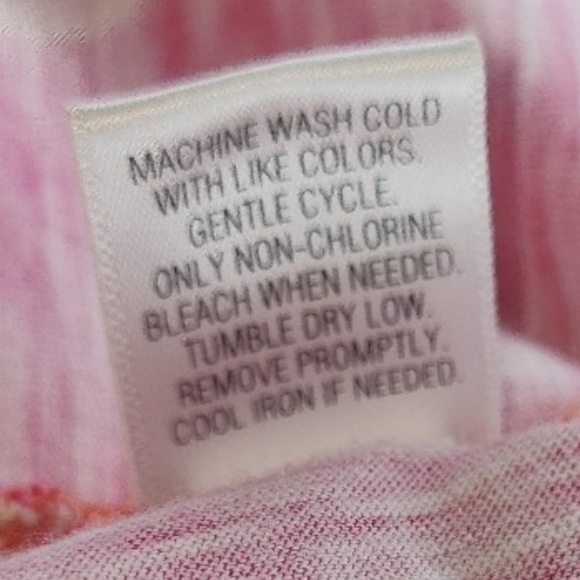 MACHINE WASH COLD
WITH LIKE COLORS.
GENTLE CYCLE.
ONLY NON-CHLORINE
BLEACH WHEN NEEDED.
TUMBLE DRY LOW.
REMOVE PROMPTLY.
COOL IRON IF NEEDED.